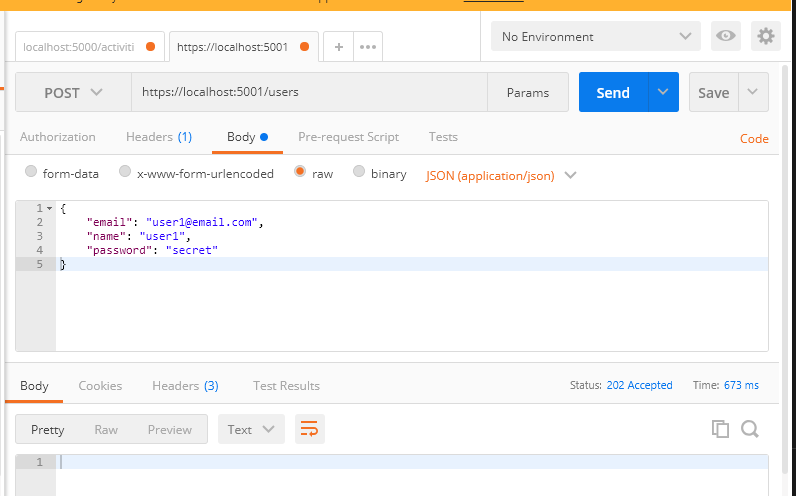 localhost:5000/activiti
https://localhost:5001
+
•••
No Environment
POST
https://localhost:5001/users
Params
Send
Save
Authorization
Headers (1)
Body
Pre-request Script
Tests
Code
form-data
x-www-form-urlencoded
raw
binary
JSON (application/json)
1 {
2 "email": "user1@email.com",
3 "name": "user1",
4 "password": "secret"
5 }
Body
Cookies
Headers (3)
Test Results
Status: 202 Accepted
Time: 673 ms
Pretty
Raw
Preview
Text
1